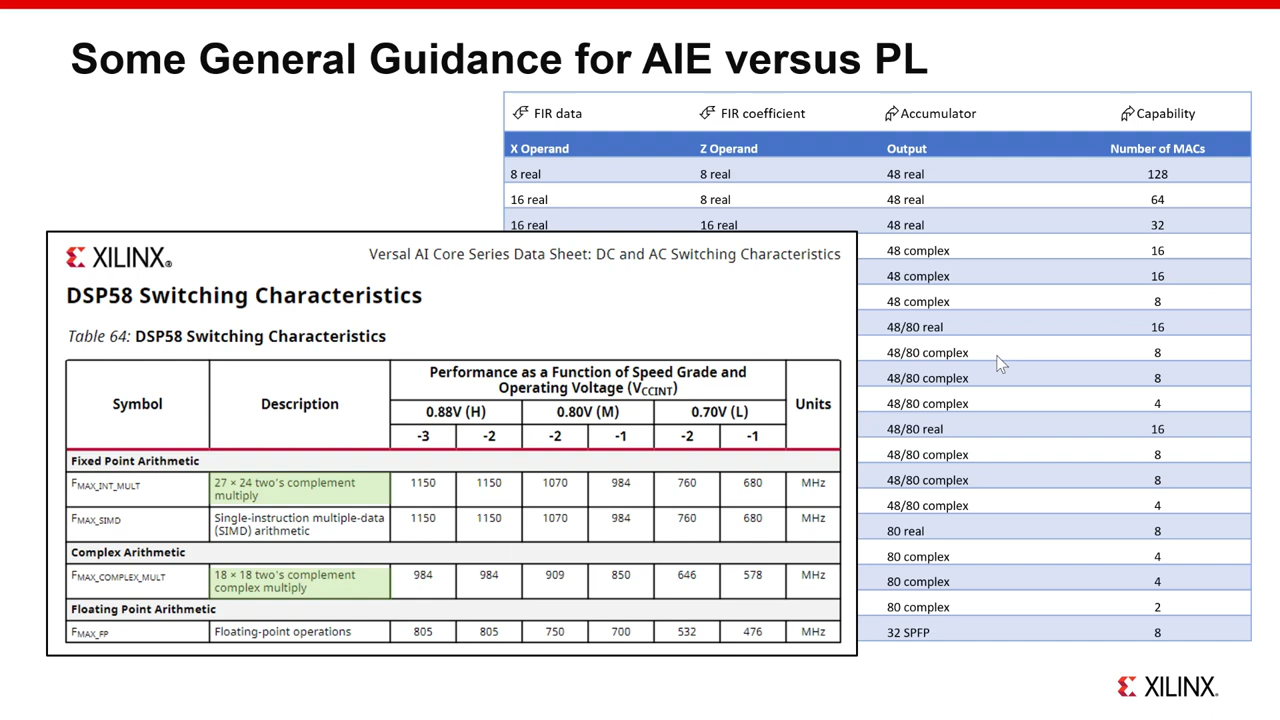 Some General Guidance for AIE versus PL
FIR data FIR coefficient Accumulator Capability
X Operand Z Operand Output Number of MACs
8 real 8 real 48 real 128
16 real 8 real 48 real 64
16 real 16 real 48 real 32
48 complex 16
48 complex 16
48 complex 8
48/80 real 16
48/80 complex 8
48/80 complex 8
48/80 complex 4
48/80 real 16
48/80 complex 8
48/80 complex 8
48/80 complex 4
80 real 8
80 complex 4
80 complex 4
80 complex 2
32 SPFP 8
XILINX® Versal AI Core Series Data Sheet: DC and AC Switching Characteristics
DSP58 Switching Characteristics
Table 64: DSP58 Switching Characteristics
Symbol Description Performance as a Function of Speed Grade and Operating Voltage (VCCINT) Units
0.88V (H) 0.80V (M) 0.70V (L)
-3 -2 -2 -1 -2 -1
Fixed Point Arithmetic
FMAX_INT_MULT 27 × 24 two's complement multiply 1150 1150 1070 984 760 680 MHz
FMAX_SIMD Single-instruction multiple-data (SIMD) arithmetic 1150 1150 1070 984 760 680 MHz
Complex Arithmetic
FMAX_COMPLEX_MULT 18 × 18 two's complement complex multiply 984 984 909 850 646 578 MHz
Floating Point Arithmetic
FMAX_FP Floating-point operations 805 805 750 700 532 476 MHz
XILINX.